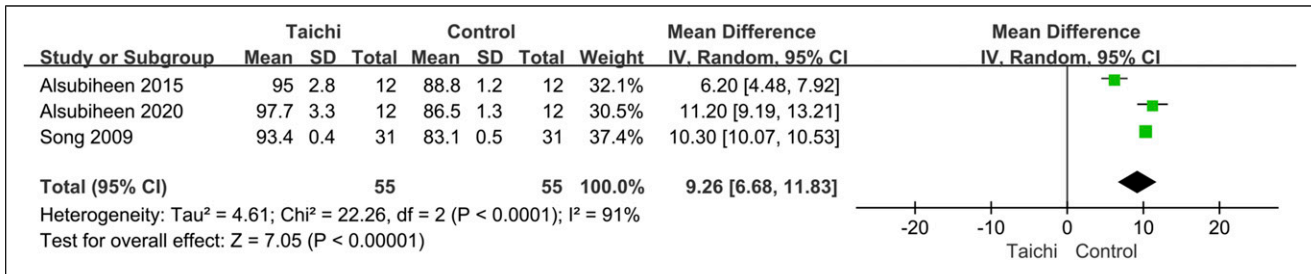 Taichi Control Mean Difference Mean Difference
Study or Subgroup Mean SD Total Mean SD Total Weight IV, Random, 95% CI IV, Random, 95% CI
Alsubiheen 2015 95 2.8 12 88.8 1.2 12 32.1% 6.20 [4.48, 7.92]
Alsubiheen 2020 97.7 3.3 12 86.5 1.3 12 30.5% 11.20 [9.19, 13.21]
Song 2009 93.4 0.4 31 83.1 0.5 31 37.4% 10.30 [10.07, 10.53]
Total (95% CI) 55 55 100.0% 9.26 [6.68, 11.83]
Heterogeneity: Tau² = 4.61; Chi² = 22.26, df = 2 (P < 0.0001); I² = 91%
Test for overall effect: Z = 7.05 (P < 0.00001)
-20 -10 0 10 20
Taichi Control